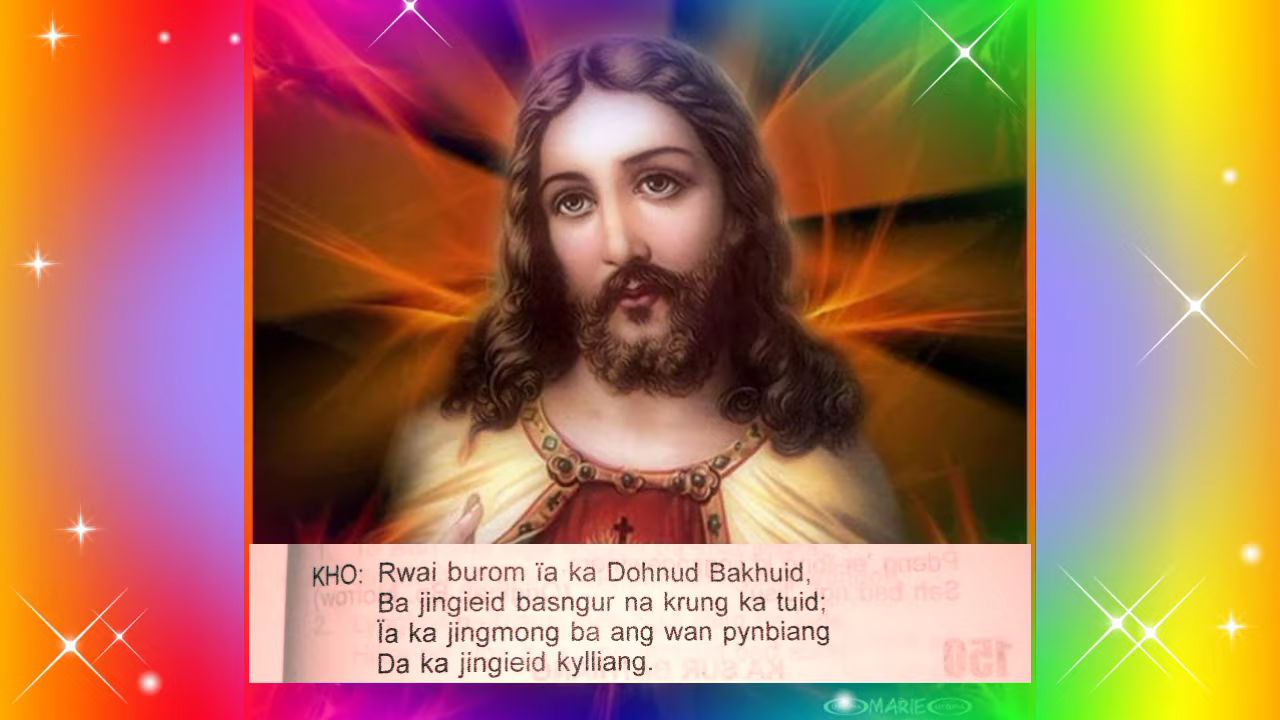 KHO: Rwai burom ïa ka Dohnud Bakhuid,
Ba jingieid basngur na krung ka tuid;
Ïa ka jingmong ba ang wan pynbiang
Da ka jingieid kylliang.
MARIE